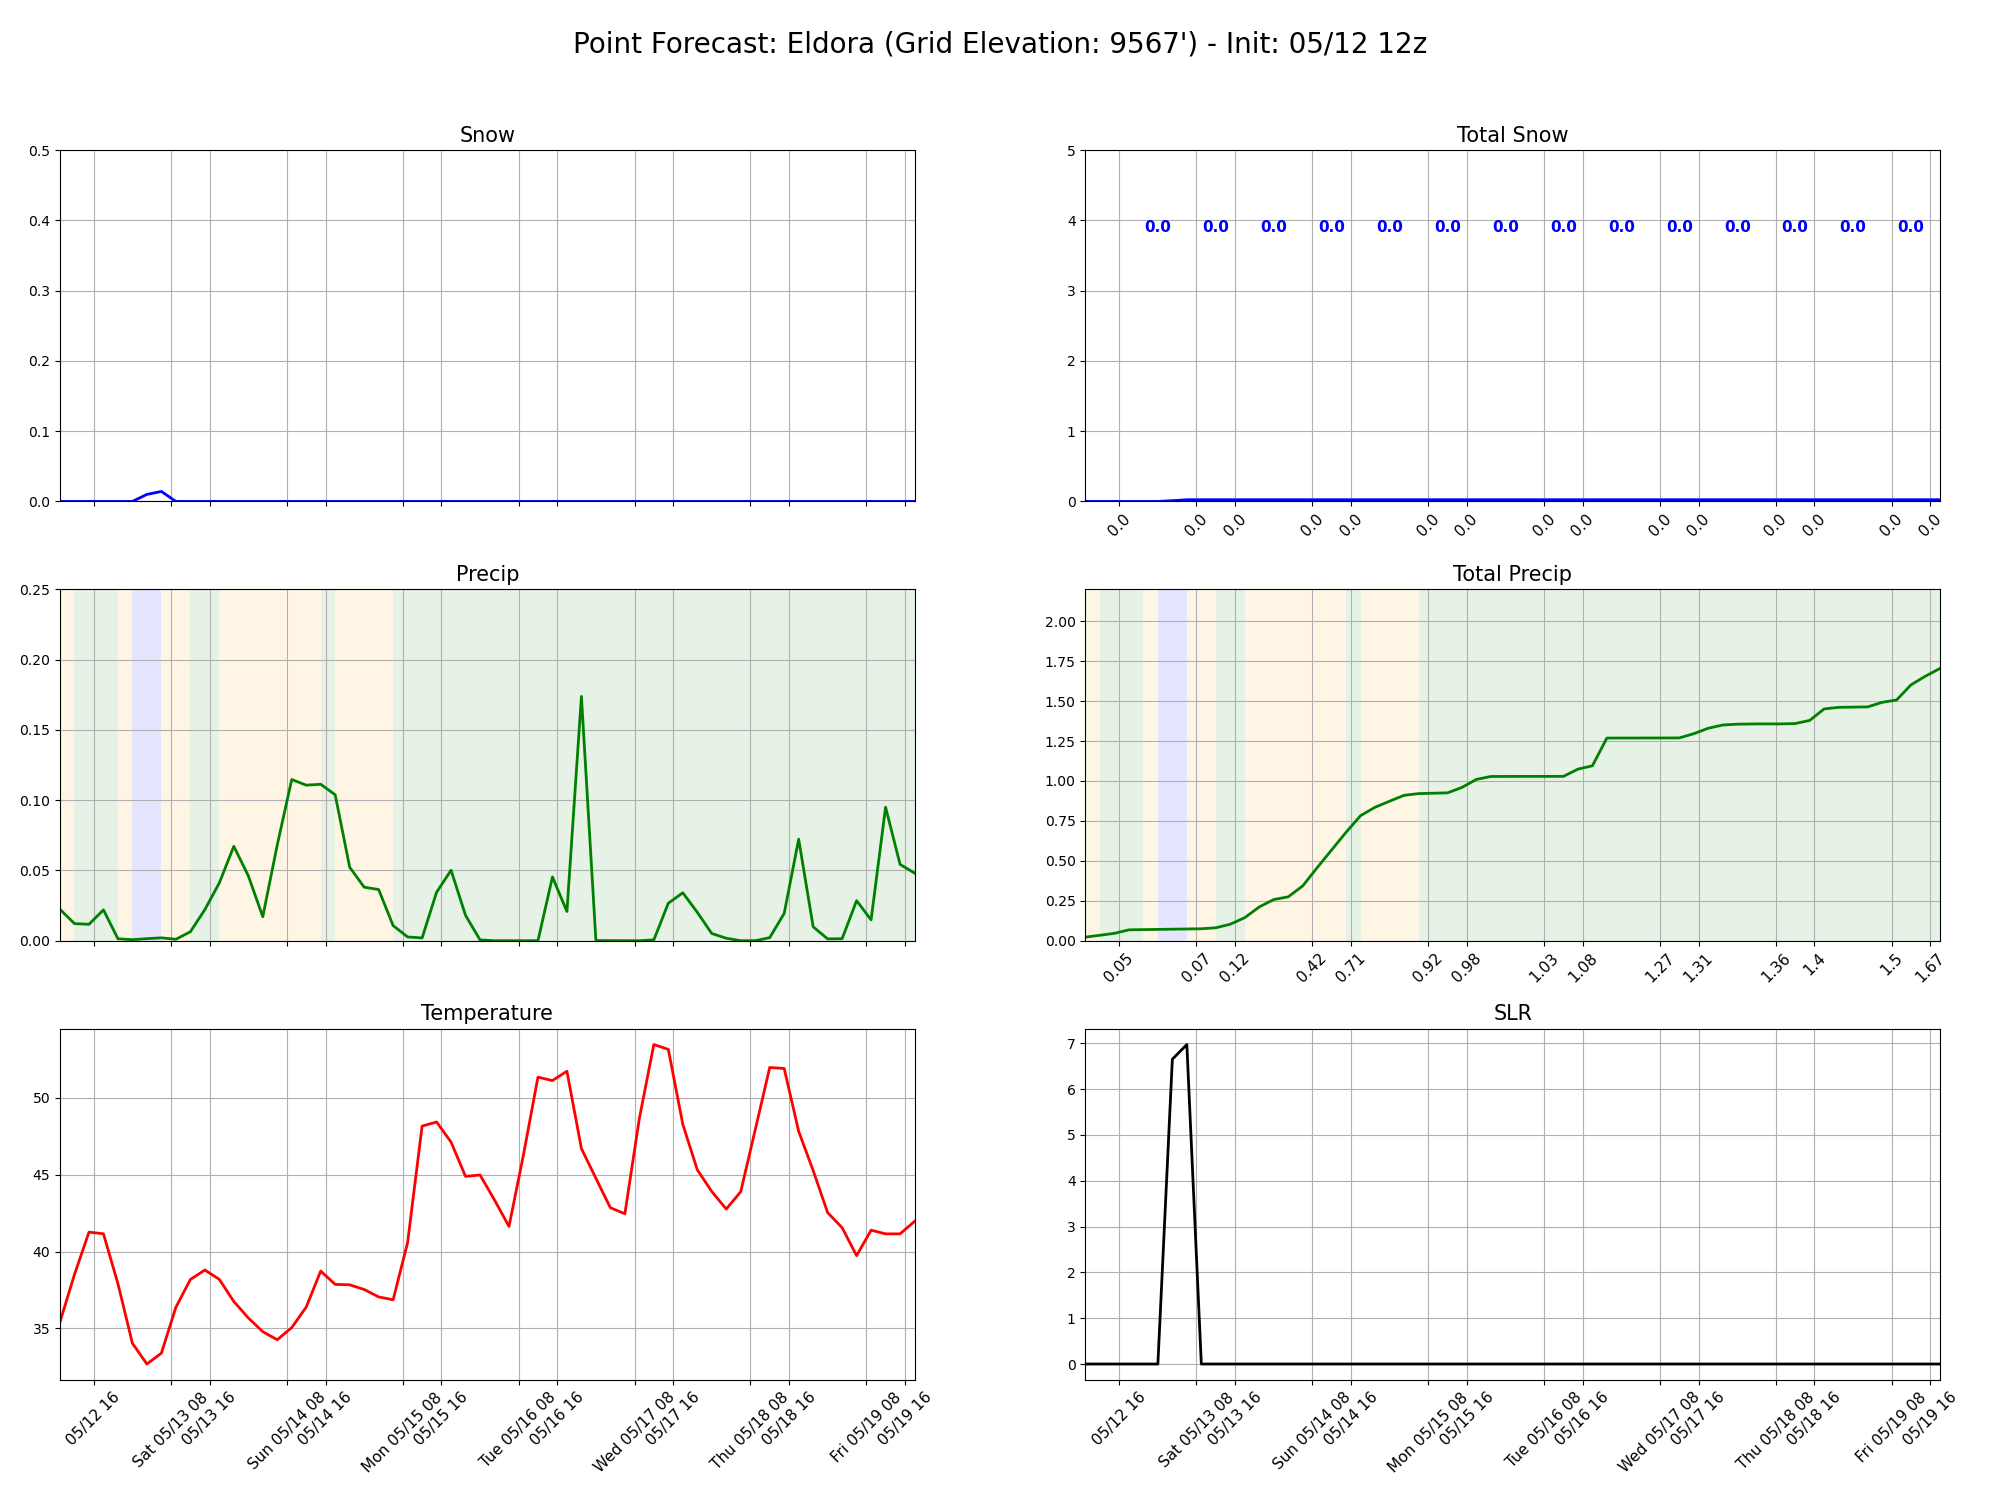 Point Forecast: Eldora (Grid Elevation: 9567') - Init: 05/12 12z
Snow
0.5
0.4
0.3
0.2
0.1
0.0
Total Snow
5
4
3
2
1
0
0.0 0.0 0.0 0.0 0.0 0.0 0.0 0.0 0.0 0.0 0.0 0.0 0.0 0.0
0.0 0.0 0.0 0.0 0.0 0.0 0.0 0.0 0.0 0.0 0.0 0.0 0.0 0.0 0.0
Precip
0.25
0.20
0.15
0.10
0.05
0.00
Total Precip
2.00
1.75
1.50
1.25
1.00
0.75
0.50
0.25
0.00
0.05 0.07 0.12 0.42 0.71 0.92 0.98 1.03 1.08 1.27 1.31 1.36 1.4 1.5 1.67
Temperature
50
45
40
35
05/12 16
Sat 05/13 08
05/13 16
Sun 05/14 08
05/14 16
Mon 05/15 08
05/15 16
Tue 05/16 08
05/16 16
Wed 05/17 08
05/17 16
Thu 05/18 08
05/18 16
Fri 05/19 08
05/19 16
SLR
7
6
5
4
3
2
1
0
05/12 16
Sat 05/13 08
05/13 16
Sun 05/14 08
05/14 16
Mon 05/15 08
05/15 16
Tue 05/16 08
05/16 16
Wed 05/17 08
05/17 16
Thu 05/18 08
05/18 16
Fri 05/19 08
05/19 16